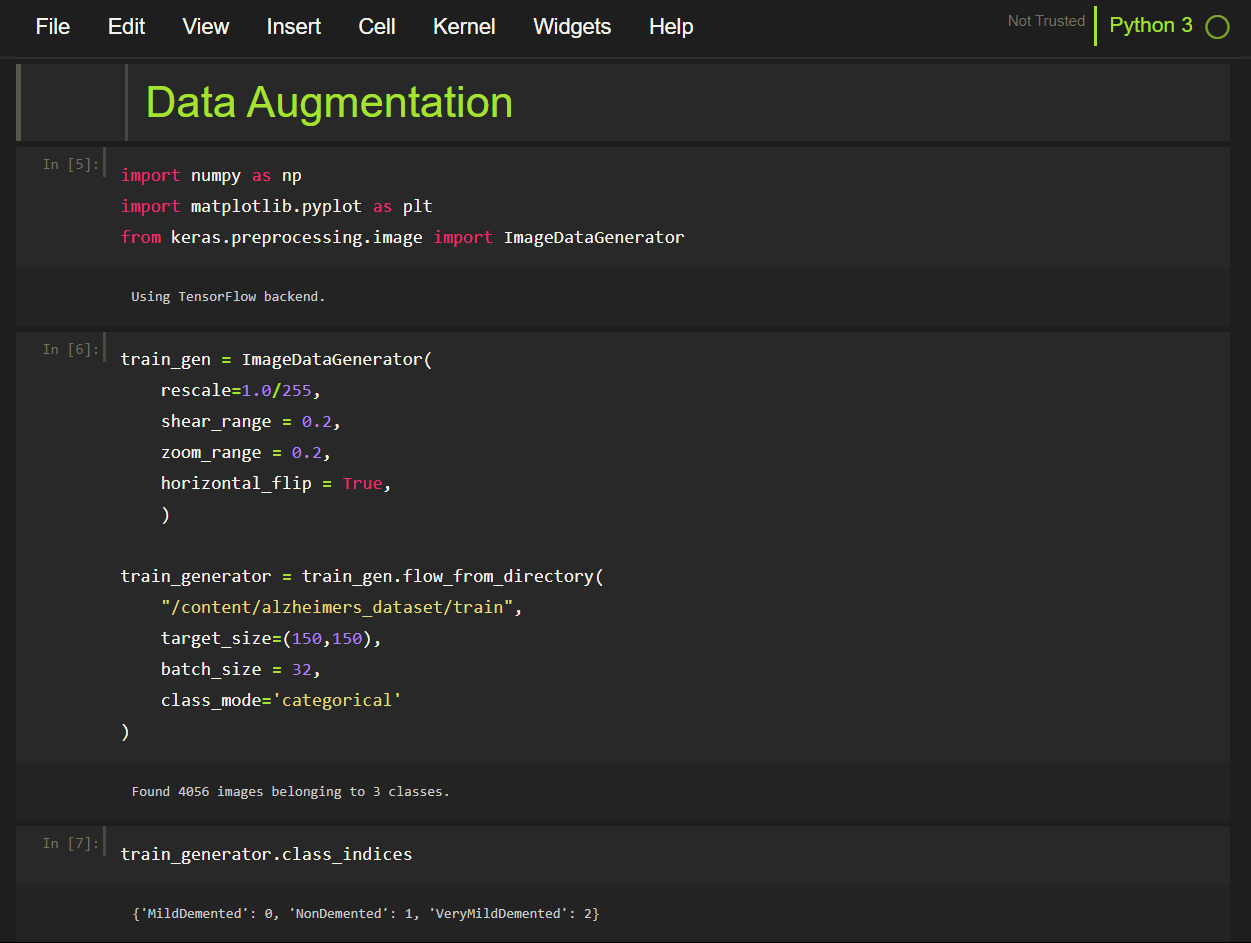 File Edit View Insert Cell Kernel Widgets Help Not Trusted Python 3
Data Augmentation
In [5]:
import numpy as np
import matplotlib.pyplot as plt
from keras.preprocessing.image import ImageDataGenerator
Using TensorFlow backend.
In [6]:
train_gen = ImageDataGenerator(
    rescale=1.0/255,
    shear_range = 0.2,
    zoom_range = 0.2,
    horizontal_flip = True,
    )
train_generator = train_gen.flow_from_directory(
    "/content/alzheimers_dataset/train",
    target_size=(150,150),
    batch_size = 32,
    class_mode='categorical'
)
Found 4056 images belonging to 3 classes.
In [7]:
train_generator.class_indices
{'MildDemented': 0, 'NonDemented': 1, 'VeryMildDemented': 2}